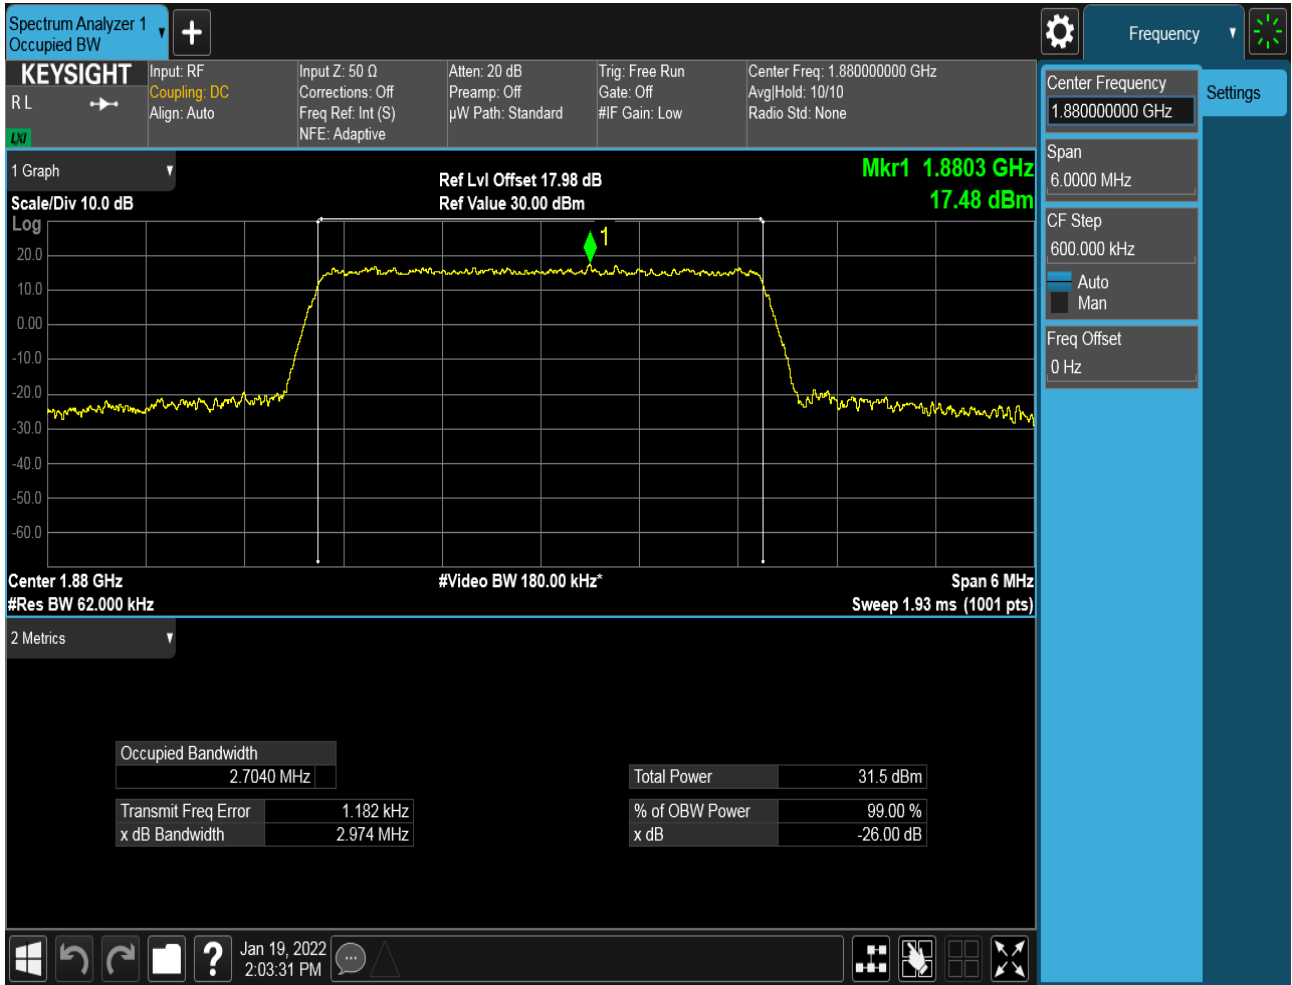 Spectrum Analyzer 1
Occupied BW
Frequency
KEYSIGHT
R L
LXI
Input: RF
Coupling: DC
Align: Auto
Input Z: 50 Ω
Corrections: Off
Freq Ref: Int (S)
NFE: Adaptive
Atten: 20 dB
Preamp: Off
µW Path: Standard
Trig: Free Run
Gate: Off
#IF Gain: Low
Center Freq: 1.880000000 GHz
Avg|Hold: 10/10
Radio Std: None
Center Frequency
1.880000000 GHz
Settings
Span
6.0000 MHz
CF Step
600.000 kHz
Auto
Man
Freq Offset
0 Hz
1 Graph
Ref Lvl Offset 17.98 dB
Mkr1 1.8803 GHz
Scale/Div 10.0 dB
Ref Value 30.00 dBm
17.48 dBm
Log
1
20.0
10.0
0.00
-10.0
-20.0
-30.0
-40.0
-50.0
-60.0
Center 1.88 GHz
#Video BW 180.00 kHz*
Span 6 MHz
#Res BW 62.000 kHz
Sweep 1.93 ms (1001 pts)
2 Metrics
Occupied Bandwidth
2.7040 MHz
Total Power 31.5 dBm
Transmit Freq Error 1.182 kHz
% of OBW Power 99.00 %
x dB Bandwidth 2.974 MHz
x dB -26.00 dB
Jan 19, 2022
2:03:31 PM